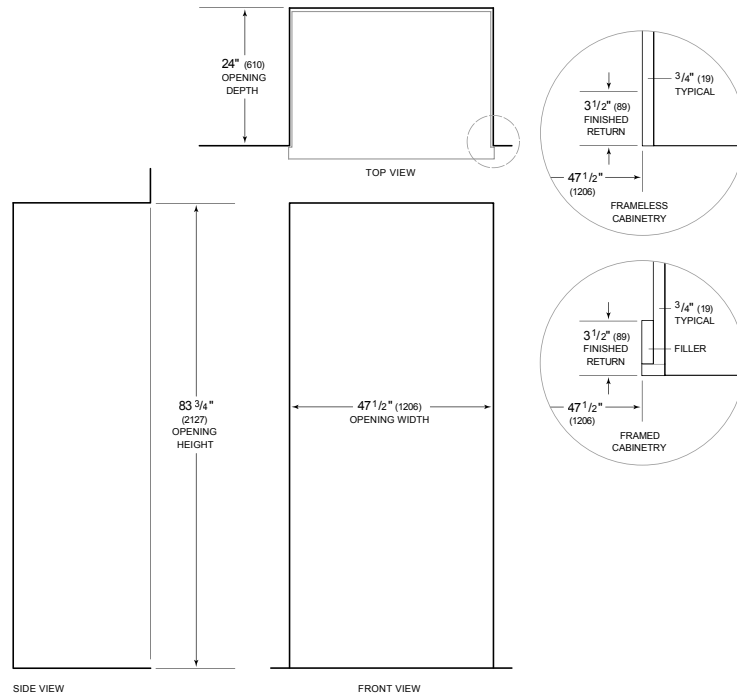 24" (610)
OPENING
DEPTH
TOP VIEW
3/4" (19)
TYPICAL
3 1/2" (89)
FINISHED
RETURN
47 1/2"
(1206)
FRAMELESS
CABINETRY
3/4" (19)
TYPICAL
3 1/2" (89)
FINISHED
RETURN
FILLER
47 1/2"
(1206)
FRAMED
CABINETRY
83 3/4"
(2127)
OPENING
HEIGHT
47 1/2" (1206)
OPENING WIDTH
SIDE VIEW
FRONT VIEW